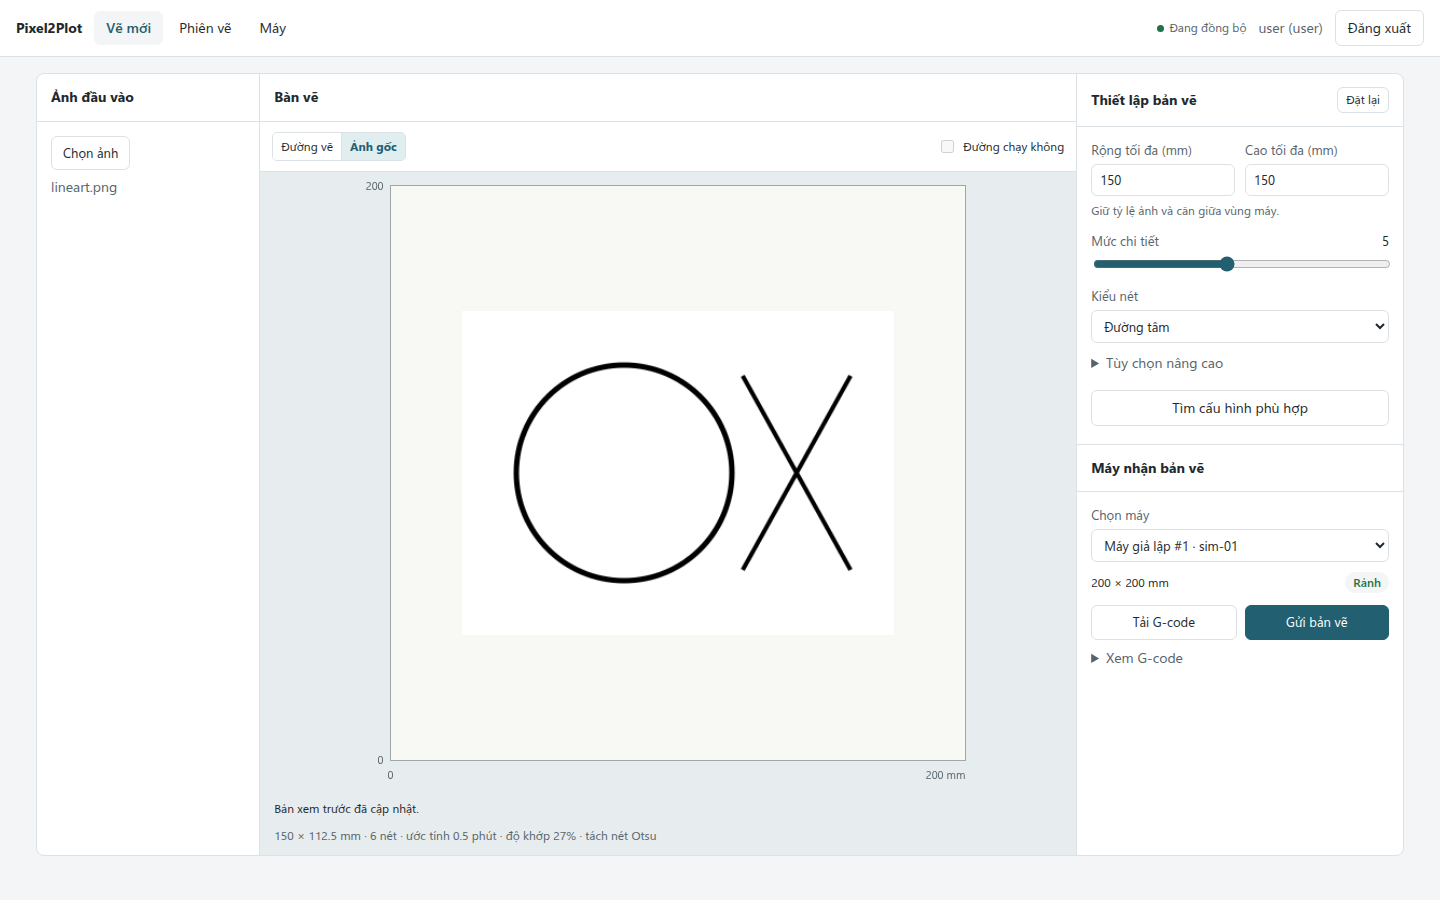 Pixel2Plot
Vẽ mới
Phiên vẽ
Máy
Đang đồng bộ
user (user)
Đăng xuất
Ảnh đầu vào
Chọn ảnh
lineart.png
Bàn vẽ
Đường vẽ
Ảnh gốc
Đường chạy không
200
OX
0
0
200 mm
Bản xem trước đã cập nhật.
150 × 112.5 mm · 6 nét · ước tính 0.5 phút · độ khớp 27% · tách nét Otsu
Thiết lập bản vẽ
Đặt lại
Rộng tối đa (mm)
Cao tối đa (mm)
150
150
Giữ tỷ lệ ảnh và căn giữa vùng máy.
Mức chi tiết
5
Kiểu nét
Đường tâm
Tùy chọn nâng cao
Tìm cấu hình phù hợp
Máy nhận bản vẽ
Chọn máy
Máy giả lập #1 · sim-01
200 × 200 mm
Rảnh
Tải G-code
Gửi bản vẽ
Xem G-code